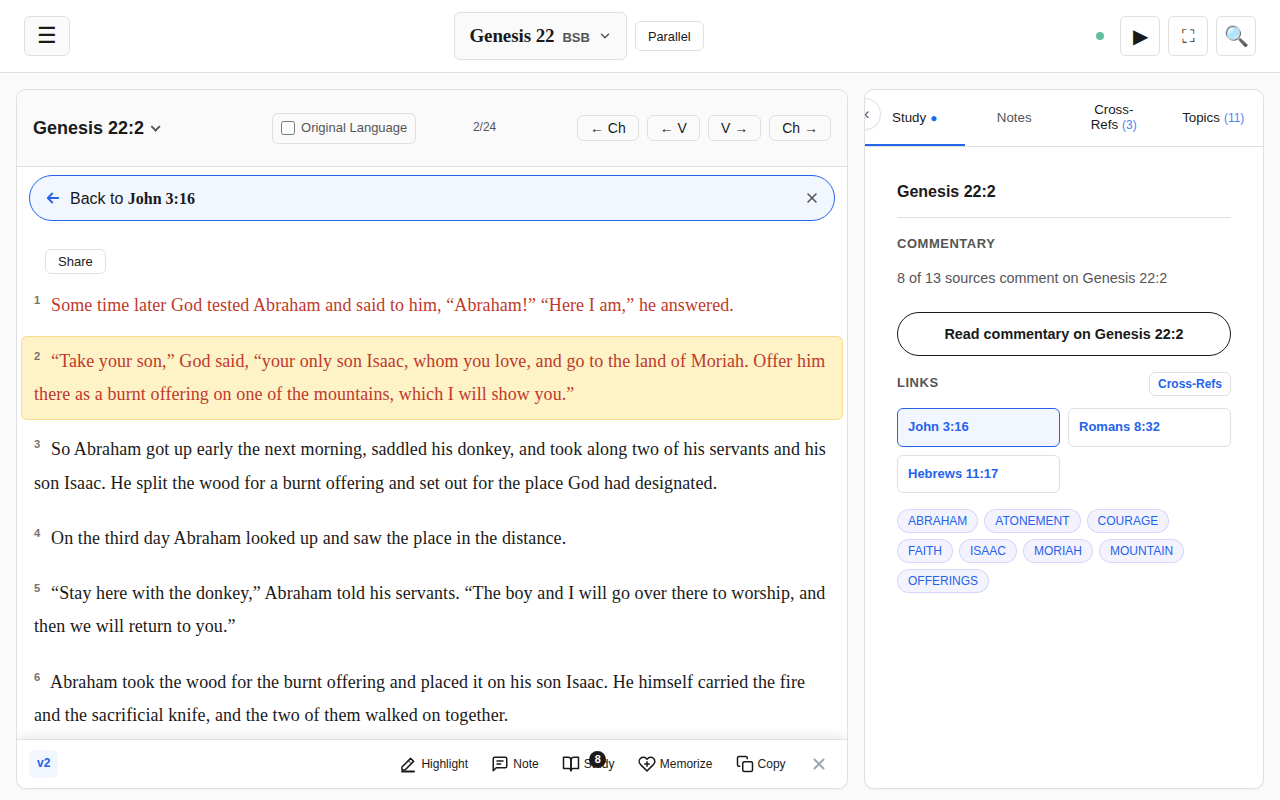 Genesis 22 BSB
Parallel
Genesis 22:2
Original Language
2/24
← Ch
← V
V →
Ch →
Back to John 3:16
Share
1 Some time later God tested Abraham and said to him, “Abraham!” “Here I am,” he answered.
2 “Take your son,” God said, “your only son Isaac, whom you love, and go to the land of Moriah. Offer him
there as a burnt offering on one of the mountains, which I will show you.”
3 So Abraham got up early the next morning, saddled his donkey, and took along two of his servants and his
son Isaac. He split the wood for a burnt offering and set out for the place God had designated.
4 On the third day Abraham looked up and saw the place in the distance.
5 “Stay here with the donkey,” Abraham told his servants. “The boy and I will go over there to worship, and
then we will return to you.”
6 Abraham took the wood for the burnt offering and placed it on his son Isaac. He himself carried the fire
and the sacrificial knife, and the two of them walked on together.
v2
Highlight
Note
Study
8
Memorize
Copy
Study
Notes
Cross-
Refs (3)
Topics (11)
Genesis 22:2
COMMENTARY
8 of 13 sources comment on Genesis 22:2
Read commentary on Genesis 22:2
LINKS
Cross-Refs
John 3:16
Romans 8:32
Hebrews 11:17
ABRAHAM
ATONEMENT
COURAGE
FAITH
ISAAC
MORIAH
MOUNTAIN
OFFERINGS